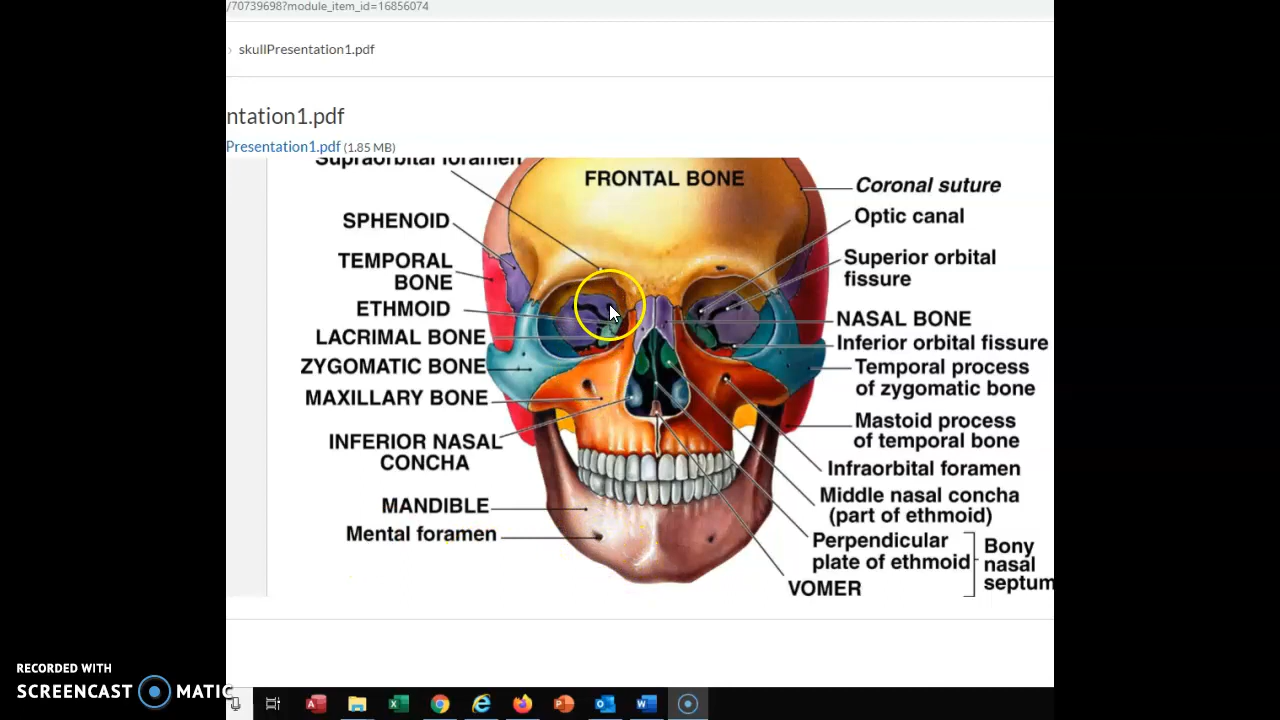 /70739698?module_item_id=16856074
› skullPresentation1.pdf
ntation1.pdf
Presentation1.pdf (1.85 MB)
Supraorbital foramen
FRONTAL BONE
SPHENOID
TEMPORAL
BONE
ETHMOID
LACRIMAL BONE
ZYGOMATIC BONE
MAXILLARY BONE
INFERIOR NASAL
CONCHA
MANDIBLE
Mental foramen
Coronal suture
Optic canal
Superior orbital
fissure
NASAL BONE
Inferior orbital fissure
Temporal process
of zygomatic bone
Mastoid process
of temporal bone
Infraorbital foramen
Middle nasal concha
(part of ethmoid)
Perpendicular
plate of ethmoid
VOMER
Bony
nasal
septum
RECORDED WITH
SCREENCAST MATIC